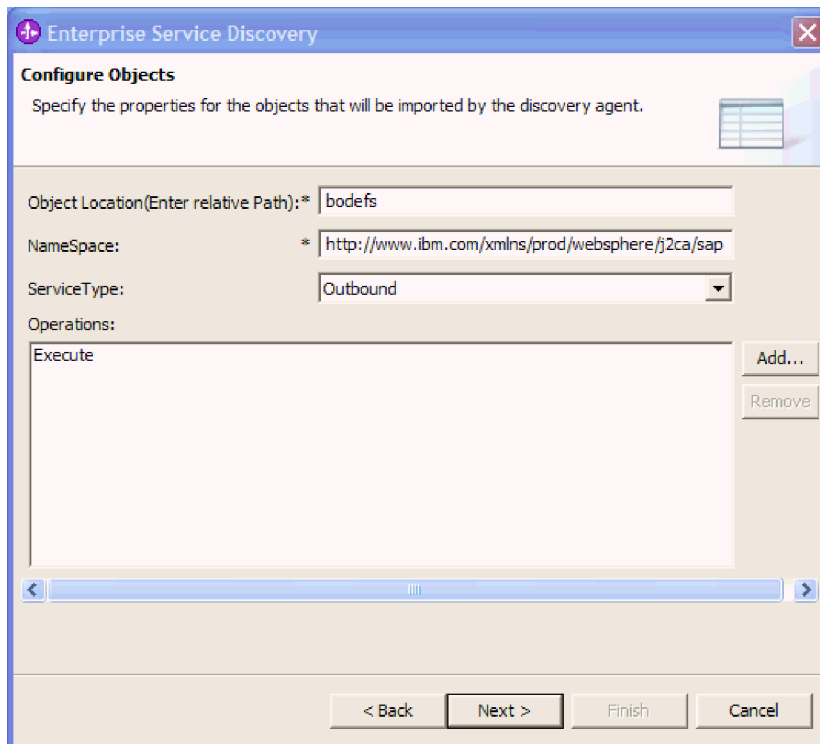 Enterprise Service Discovery
Configure Objects
Specify the properties for the objects that will be imported by the discovery agent.
Object Location(Enter relative Path):* bodefs
NameSpace: * http://www.ibm.com/xmlns/prod/websphere/j2ca/sap
ServiceType: Outbound
Operations:
Execute
Add...
Remove
< Back Next > Finish Cancel